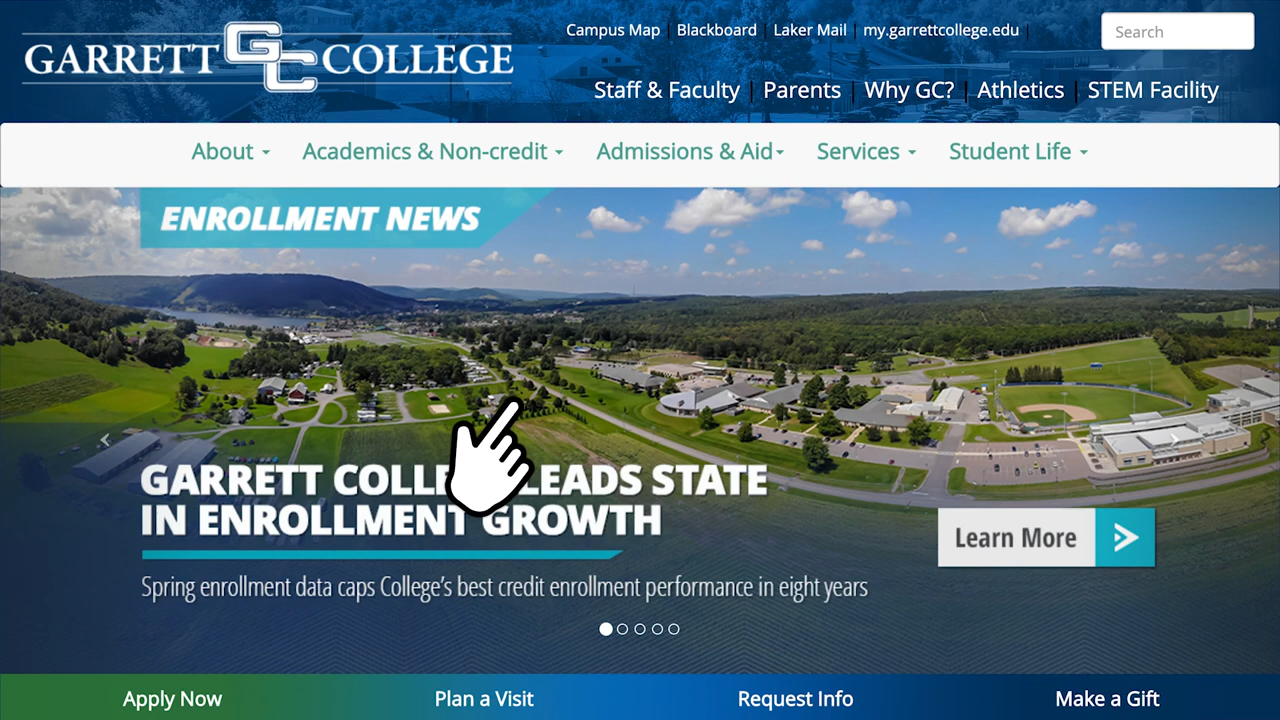 GARRETT GC COLLEGE
Campus Map | Blackboard | Laker Mail | my.garrettcollege.edu |
Search
Staff & Faculty | Parents | Why GC? | Athletics | STEM Facility
About
Academics & Non-credit
Admissions & Aid
Services
Student Life
ENROLLMENT NEWS
GARRETT COLLE LEADS STATE
IN ENROLLMENT GROWTH
Spring enrollment data caps College's best credit enrollment performance in eight years
Learn More
Apply Now
Plan a Visit
Request Info
Make a Gift